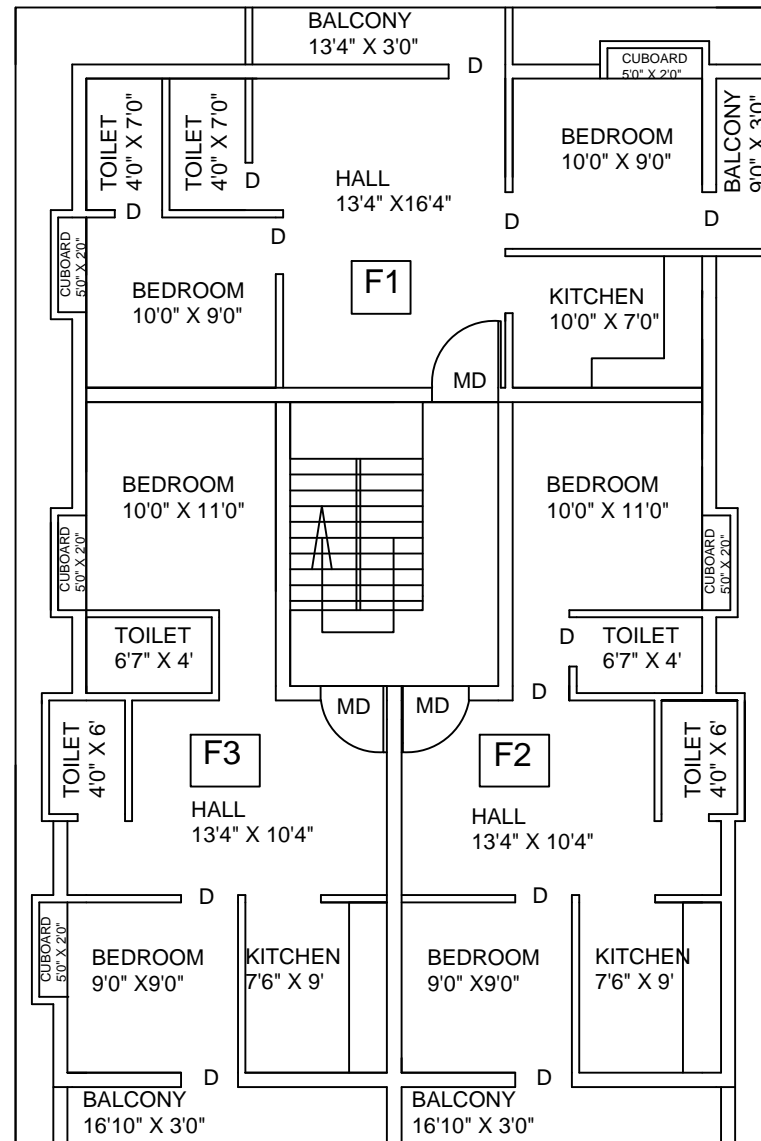 BALCONY
13'4" X 3'0"
D
CUBOARD
5'0" X 2'0"
TOILET
4'0" X 7'0"
TOILET
4'0" X 7'0"
BEDROOM
10'0" X 9'0"
BALCONY
9'0" X 3'0"
HALL
13'4" X16'4"
D
D
D
D
D
CUBOARD
5'0" X 2'0"
BEDROOM
10'0" X 9'0"
F1
KITCHEN
10'0" X 7'0"
MD
BEDROOM
10'0" X 11'0"
BEDROOM
10'0" X 11'0"
CUBOARD
5'0" X 2'0"
CUBOARD
5'0" X 2'0"
TOILET
6'7" X 4'
D
TOILET
6'7" X 4'
D
MD
MD
TOILET
4'0" X 6'
F3
F2
TOILET
4'0" X 6'
HALL
13'4" X 10'4"
HALL
13'4" X 10'4"
D
D
CUBOARD
5'0" X 2'0"
BEDROOM
9'0" X9'0"
KITCHEN
7'6" X 9'
BEDROOM
9'0" X9'0"
KITCHEN
7'6" X 9'
D
D
BALCONY
16'10" X 3'0"
BALCONY
16'10" X 3'0"